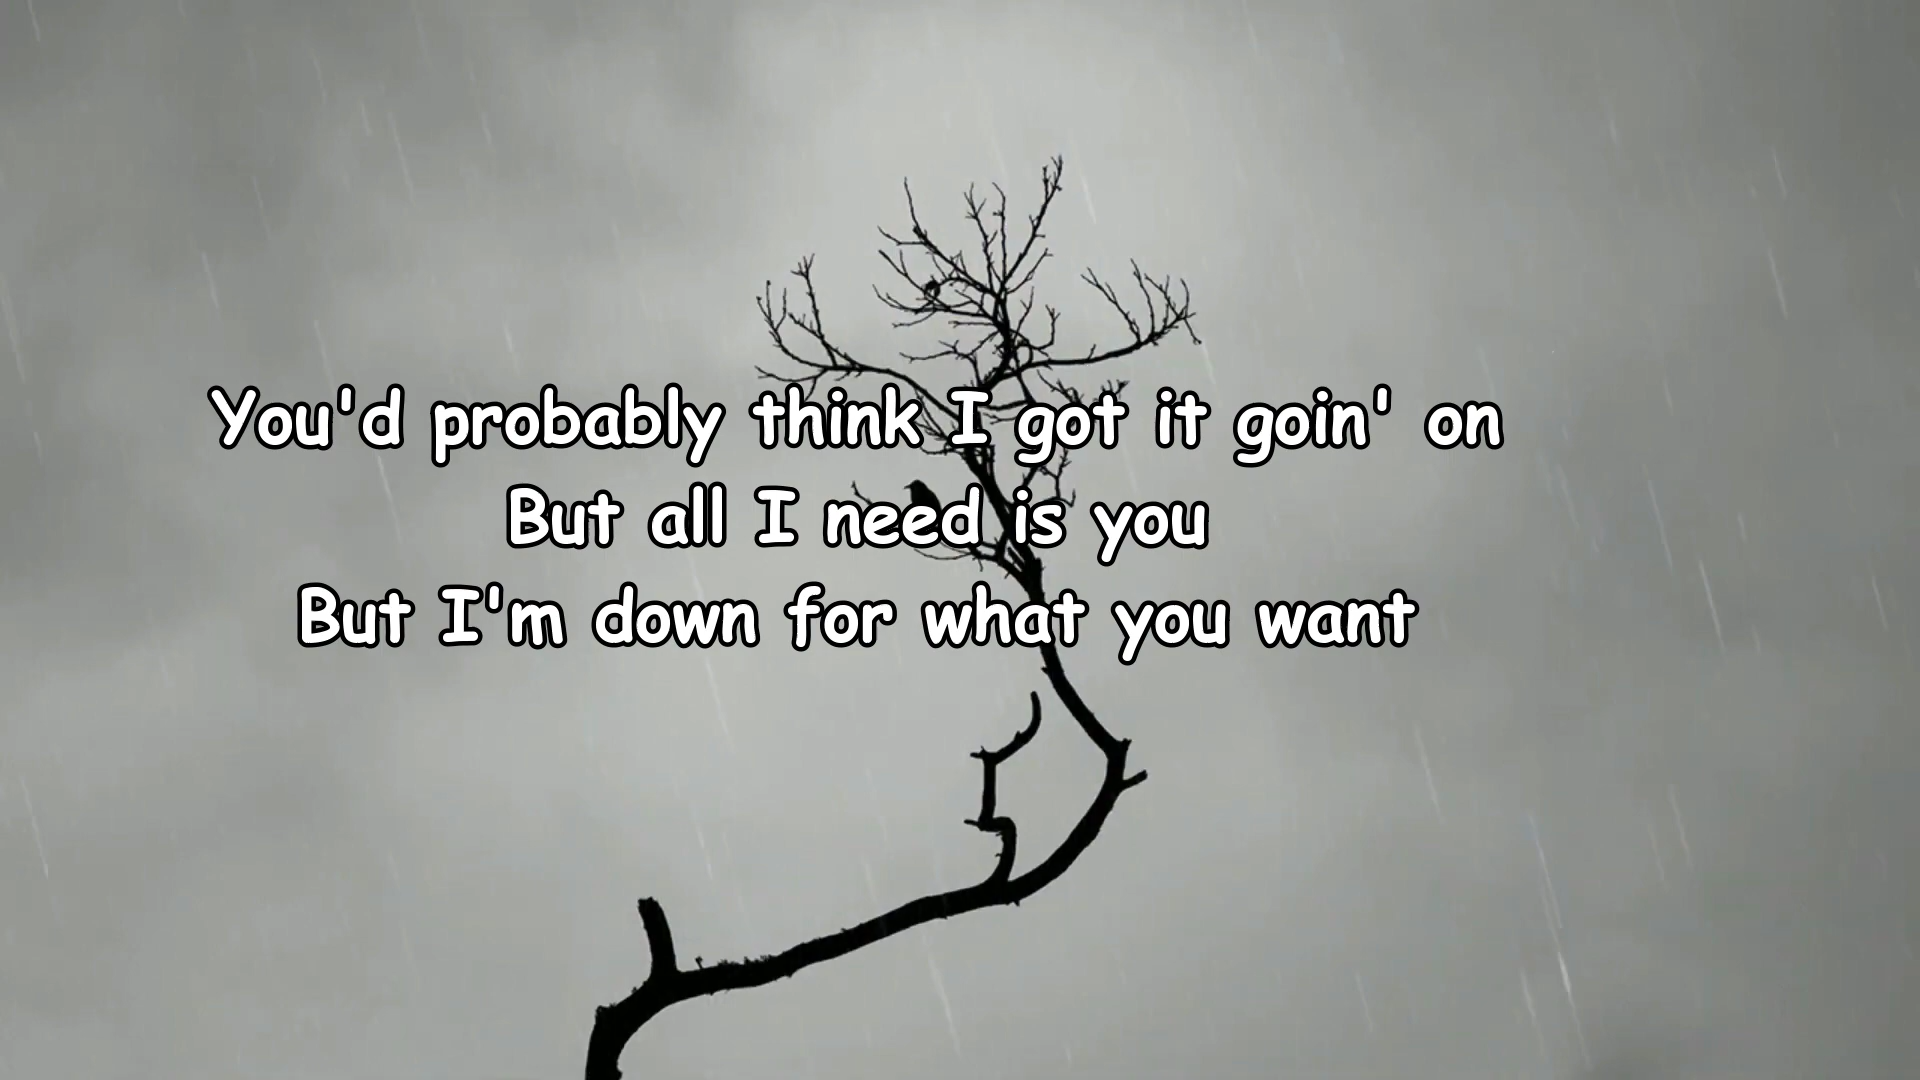 You'd probably think I got it goin' on
But all I need is you
But I'm down for what you want